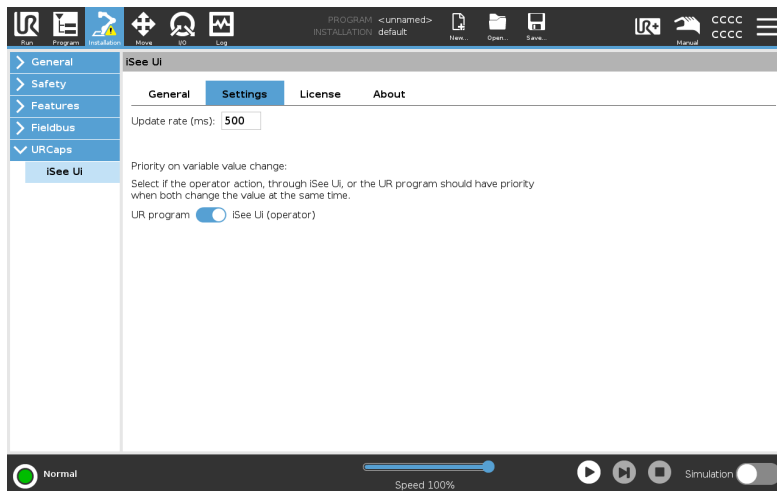 UR
Run
Program
Installation
Move
I/O
Log
PROGRAM <unnamed>
INSTALLATION default
New...
Open...
Save...
UR+
Manual
CCCC
CCCC
General
Safety
Features
Fieldbus
URCaps
iSee Ui
iSee Ui
General Settings License About
Update rate (ms): 500
Priority on variable value change:
Select if the operator action, through iSee Ui, or the UR program should have priority
when both change the value at the same time.
UR program iSee Ui (operator)
Normal
Speed 100%
Simulation